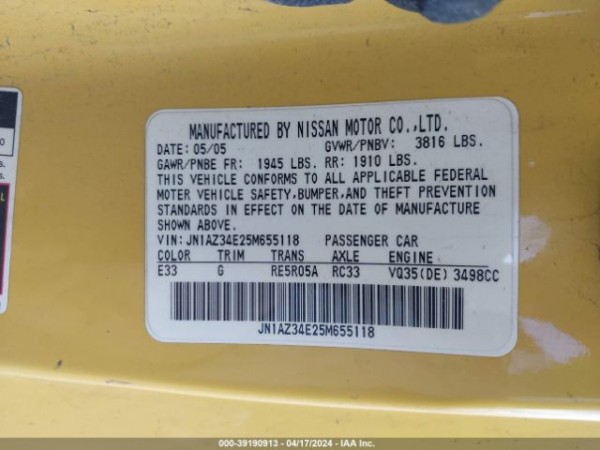 MANUFACTURED BY NISSAN MOTOR CO.,LTD.
DATE: 05/05 GVWR/PNBV: 3816 LBS.
GAWR/PNBE FR: 1945 LBS. RR: 1910 LBS.
THIS VEHICLE CONFORMS TO ALL APPLICABLE FEDERAL
MOTER VEHICLE SAFETY,BUMPER,AND THEFT PREVENTION
STANDARDS IN EFFECT ON THE DATE OF MANUFACTURE
SHOWN ABOVE.
VIN: JN1AZ34E25M655118 PASSENGER CAR
COLOR TRIM TRANS AXLE ENGINE
E33 G RE5R05A RC33 VQ35(DE) 3498CC
JN1AZ34E25M655118
000-39190913 - 04/17/2024 - IAA Inc.